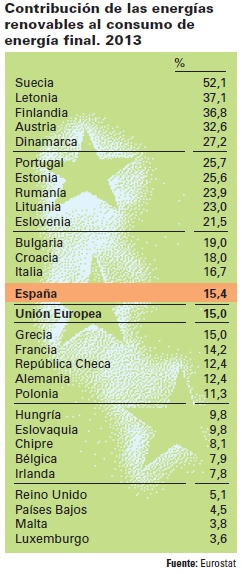 Contribución de las energías
renovables al consumo de
energía final. 2013
%
Suecia 52,1
Letonia 37,1
Finlandia 36,8
Austria 32,6
Dinamarca 27,2
Portugal 25,7
Estonia 25,6
Rumanía 23,9
Lituania 23,0
Eslovenia 21,5
Bulgaria 19,0
Croacia 18,0
Italia 16,7
España 15,4
Unión Europea 15,0
Grecia 15,0
Francia 14,2
República Checa 12,4
Alemania 12,4
Polonia 11,3
Hungría 9,8
Eslovaquia 9,8
Chipre 8,1
Bélgica 7,9
Irlanda 7,8
Reino Unido 5,1
Países Bajos 4,5
Malta 3,8
Luxemburgo 3,6
Fuente: Eurostat